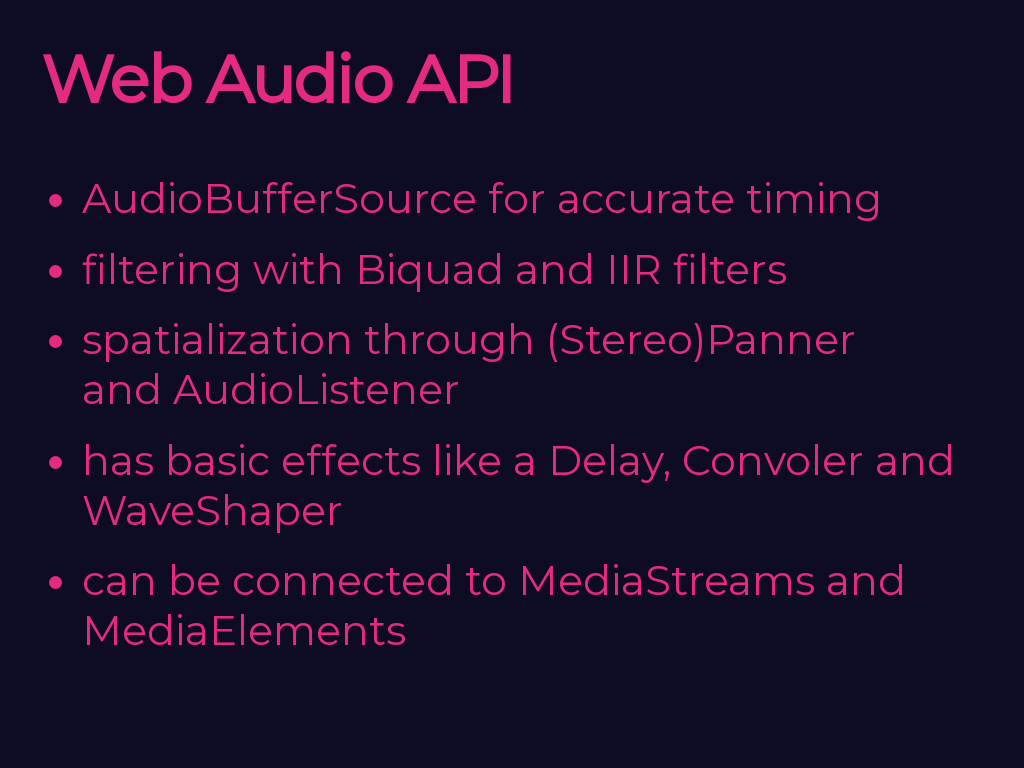 Web Audio API
• AudioBufferSource for accurate timing
• filtering with Biquad and IIR filters
• spatialization through (Stereo)Panner
and AudioListener
• has basic effects like a Delay, Convoler and
WaveShaper
• can be connected to MediaStreams and
MediaElements